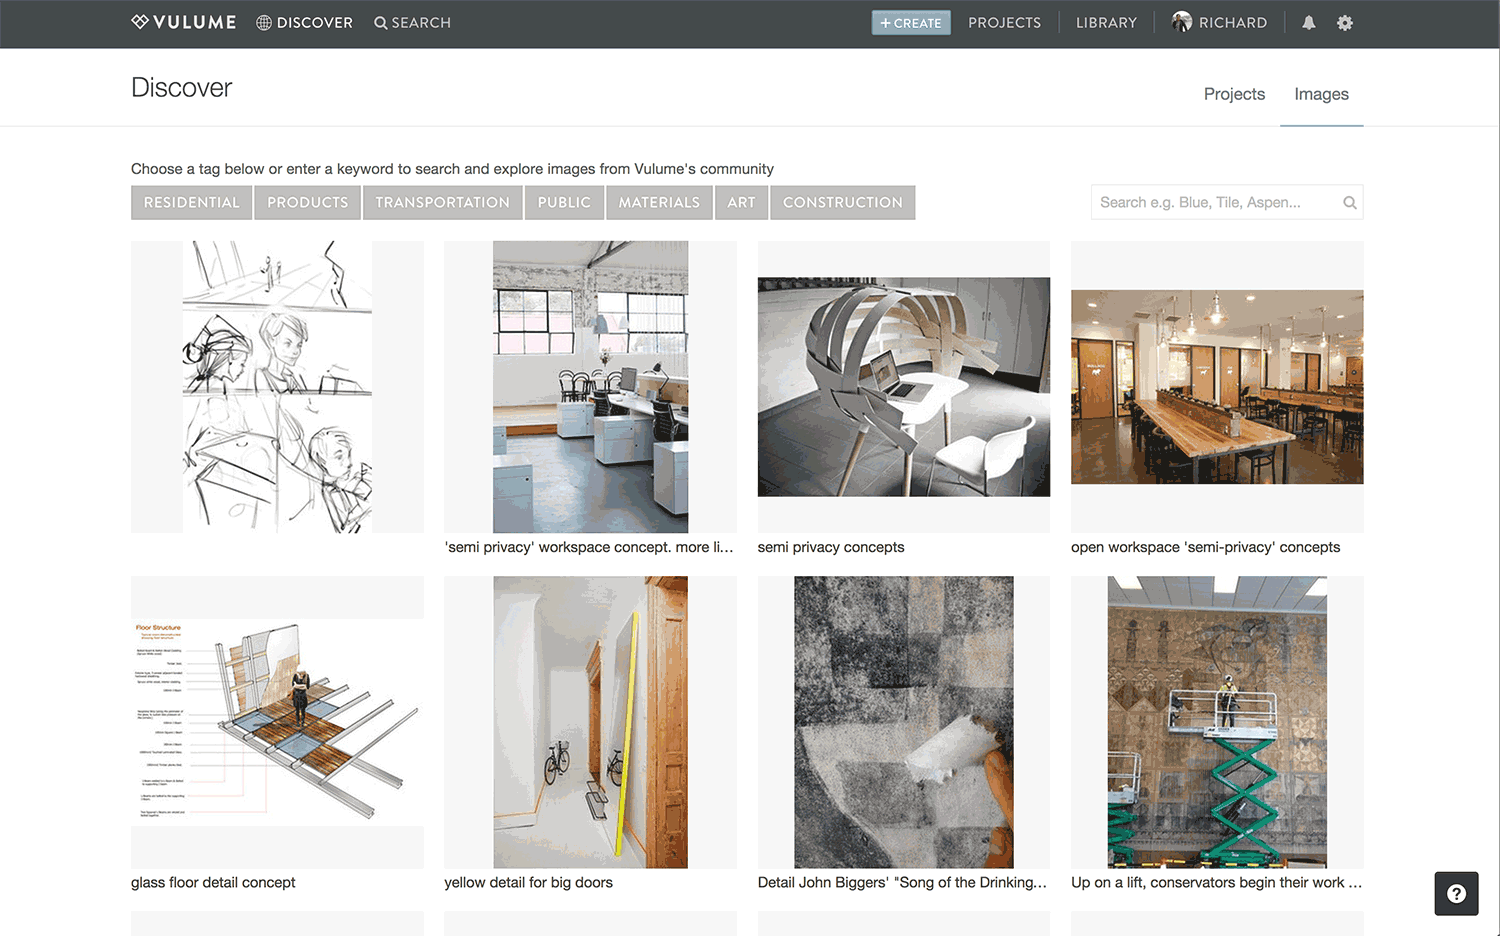 VULUME DISCOVER SEARCH
+ CREATE PROJECTS LIBRARY RICHARD
Discover
Projects Images
Choose a tag below or enter a keyword to search and explore images from Vulume's community
RESIDENTIAL PRODUCTS TRANSPORTATION PUBLIC MATERIALS ART CONSTRUCTION
Search e.g. Blue, Tile, Aspen...
'semi privacy' workspace concept. more li...
semi privacy concepts
open workspace 'semi-privacy' concepts
Floor Structure
glass floor detail concept
yellow detail for big doors
Detail John Biggers' "Song of the Drinking...
Up on a lift, conservators begin their work ...
?